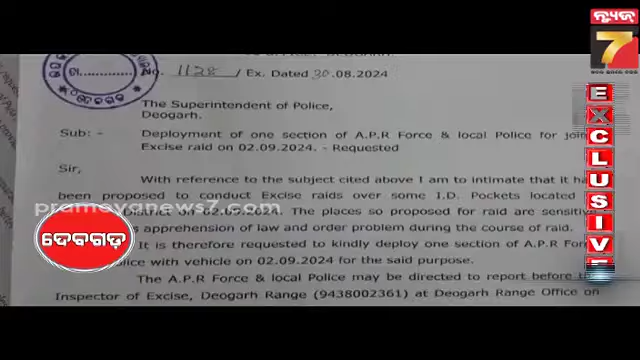 ନ୍ୟୁଜ୍
7
EXCLUSIVE
No. 1128 / Ex. Dated 30.08.2024
The Superintendent of Police,
Deogarh.
Sub: - Deployment of one section of A.P.R Force & local Police for join
Excise raid on 02.09.2024. - Requested
Sir,
With reference to the subject cited above I am to intimate that it ha
been proposed to conduct Excise raids over some I.D. Pockets located
District on 02.09.2024. The places so proposed for raid are sensitive
apprehension of law and order problem during the course of raid.
It is therefore requested to kindly deploy one section of A.P.R Forc
Police with vehicle on 02.09.2024 for the said purpose.
The A.P.R Force & local Police may be directed to report before the
Inspector of Excise, Deogarh Range (9438002361) at Deogarh Range Office on
prameyanews7.com
ଦେବଗଡ଼